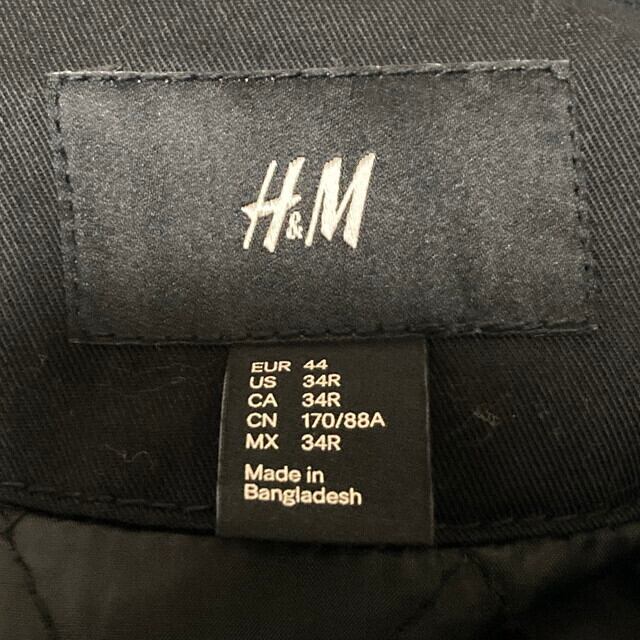 H&M
EUR 44
US 34R
CA 34R
CN 170/88A
MX 34R
Made in
Bangladesh